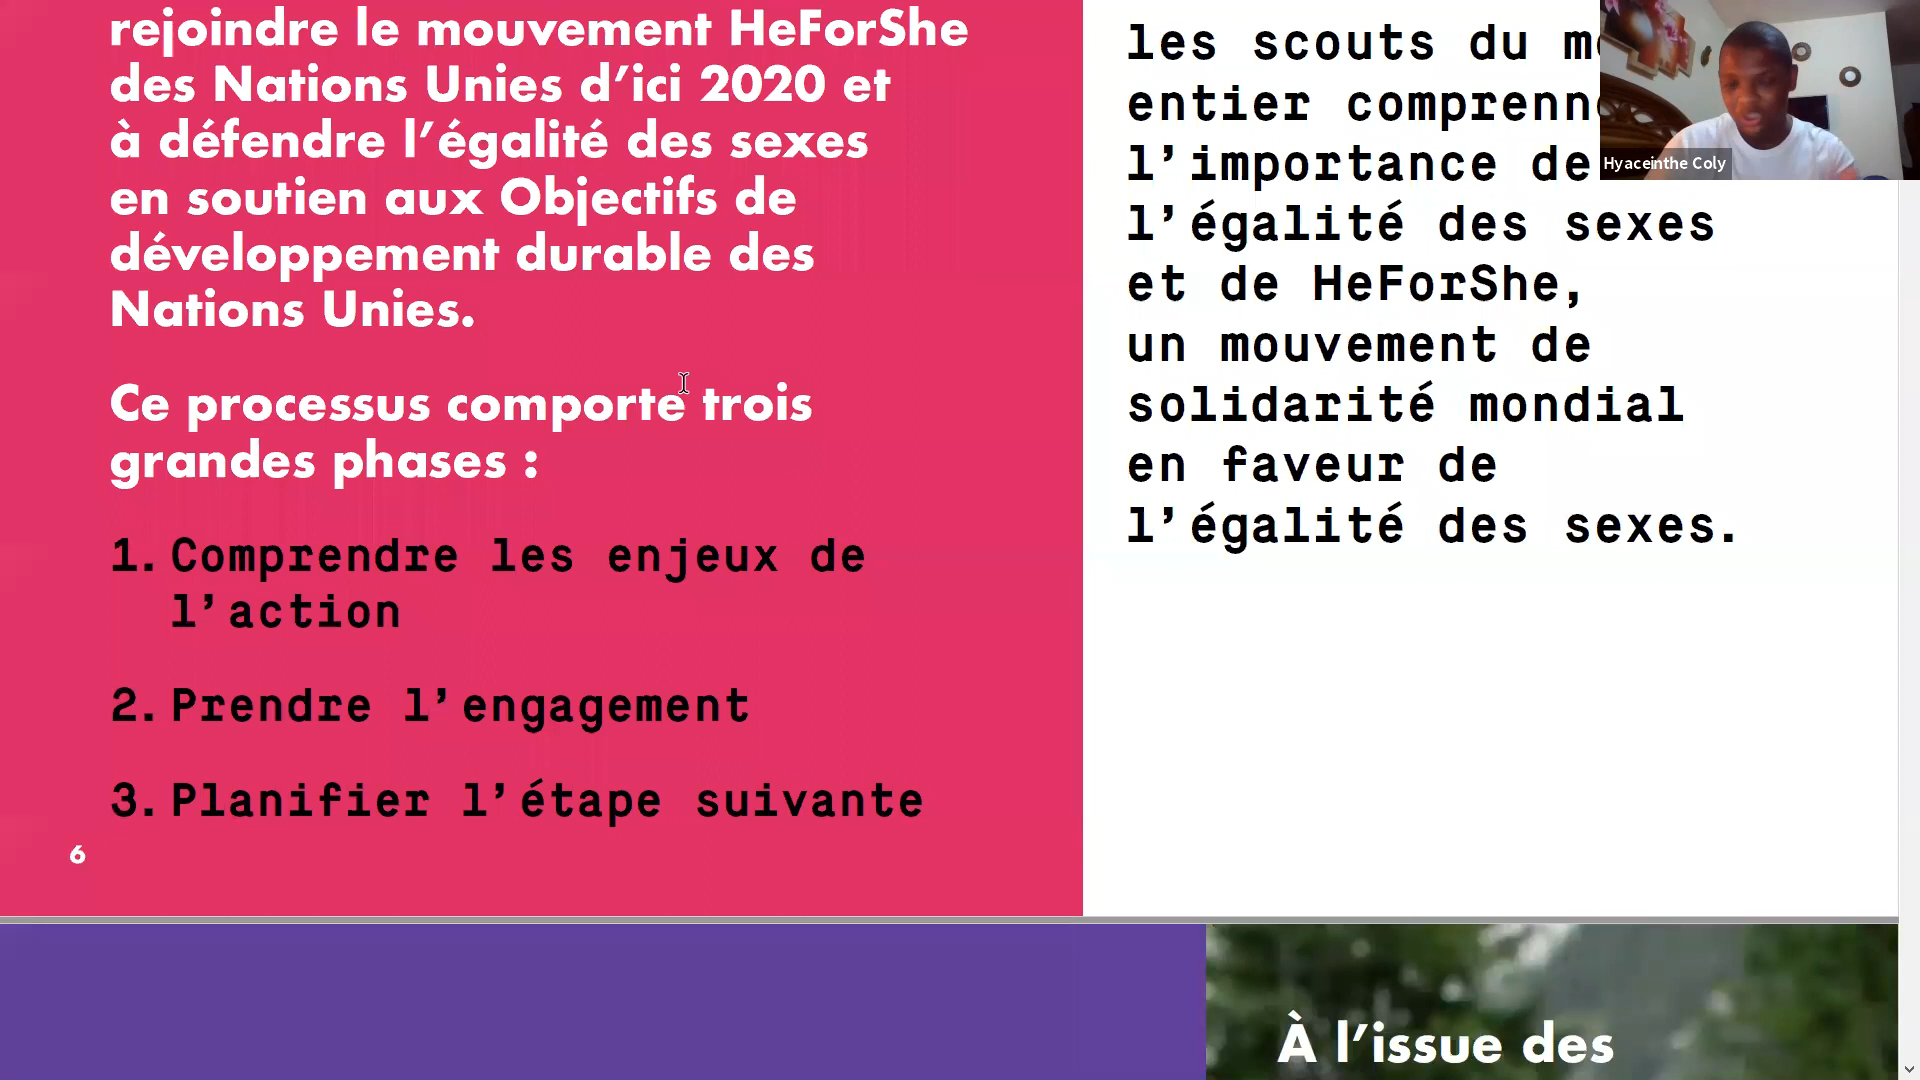 rejoindre le mouvement HeForShe
des Nations Unies d’ici 2020 et
à défendre l’égalité des sexes
en soutien aux Objectifs de
développement durable des
Nations Unies.
Ce processus comporte trois
grandes phases :
1. Comprendre les enjeux de
l’action
2. Prendre l’engagement
3. Planifier l’étape suivante
6
les scouts du
entier
l’importance de
l’égalité des sexes
et de HeForShe,
un mouvement de
solidarité mondial
en faveur de
l’égalité des sexes.
Hyaceinthe Coly
À l’issue des